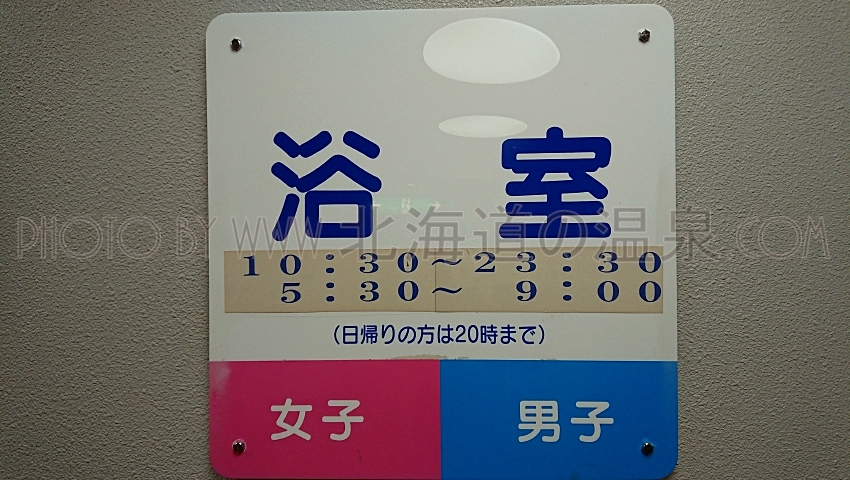 浴室
PHOTO BY WWW.北海道の温泉.COM
10:30～23:30
5:30～ 9:00
(日帰りの方は20時まで)
女子 男子